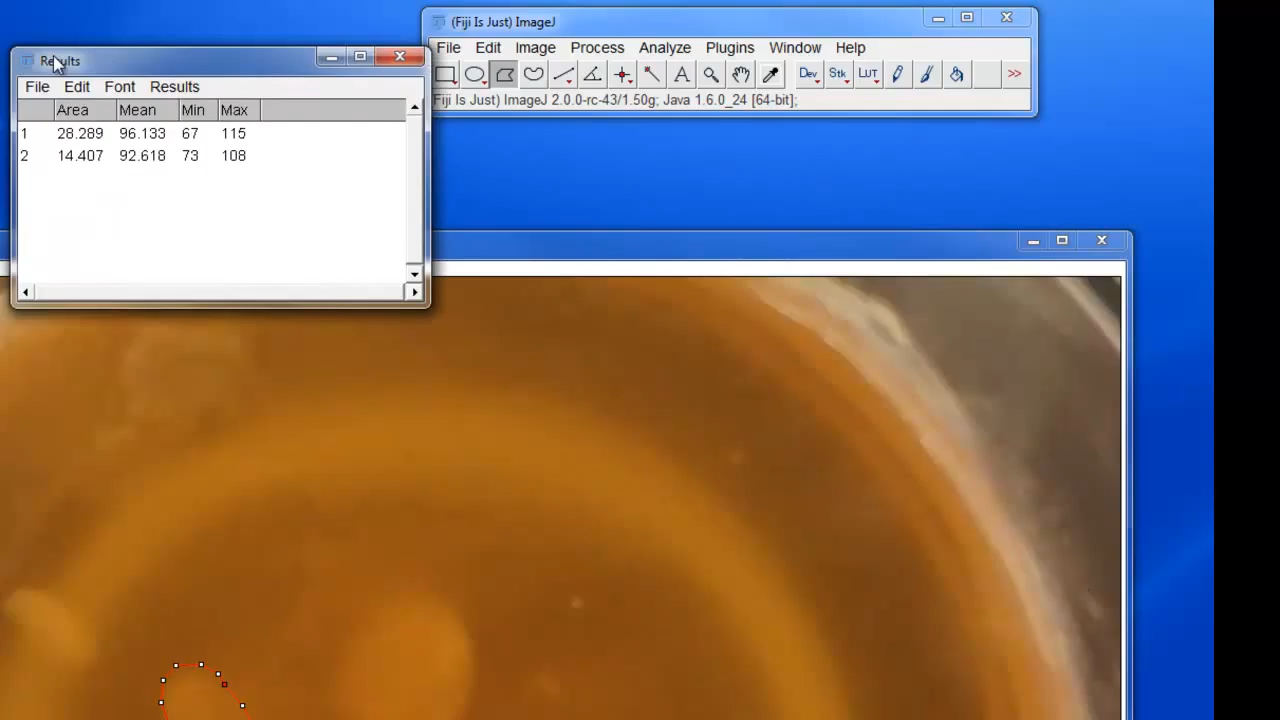 (Fiji Is Just) ImageJ
File Edit Image Process Analyze Plugins Window Help
Dev Stk LUT >>
Fiji Is Just) ImageJ 2.0.0-rc-43/1.50g; Java 1.6.0_24 [64-bit];
Results
File Edit Font Results
Area Mean Min Max
1 28.289 96.133 67 115
2 14.407 92.618 73 108